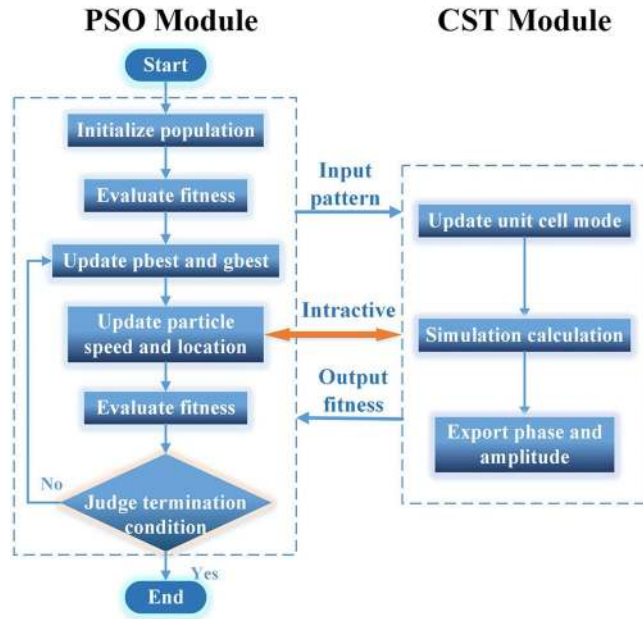 PSO Module
CST Module
Start
Initialize population
Evaluate fitness
Update pbest and gbest
Update particle
speed and location
Evaluate fitness
No
Judge termination
condition
Yes
End
Input
pattern
Intractive
Output
fitness
Update unit cell mode
Simulation calculation
Export phase and
amplitude